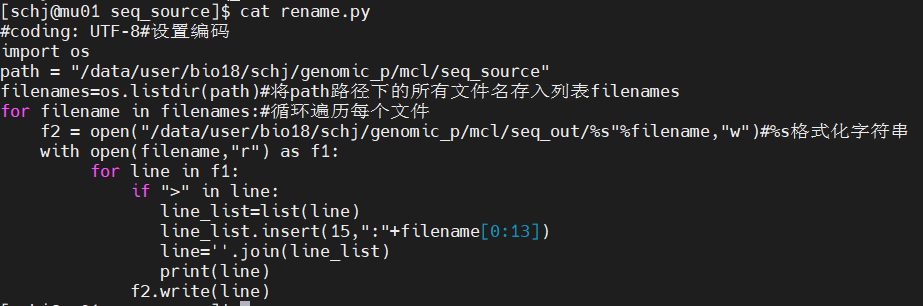 [schj@mu01 seq_source]$ cat rename.py
#coding: UTF-8#设置编码
import os
path = "/data/user/bio18/schj/genomic_p/mcl/seq_source"
filenames=os.listdir(path)#将path路径下的所有文件名存入列表filenames
for filename in filenames:#循环遍历每个文件
    f2 = open("/data/user/bio18/schj/genomic_p/mcl/seq_out/%s"%filename,"w")#%s格式化字符串
    with open(filename,"r") as f1:
         for line in f1:
             if ">" in line:
                line_list=list(line)
                line_list.insert(15,":"+filename[0:13])
                line=''.join(line_list)
                print(line)
             f2.write(line)